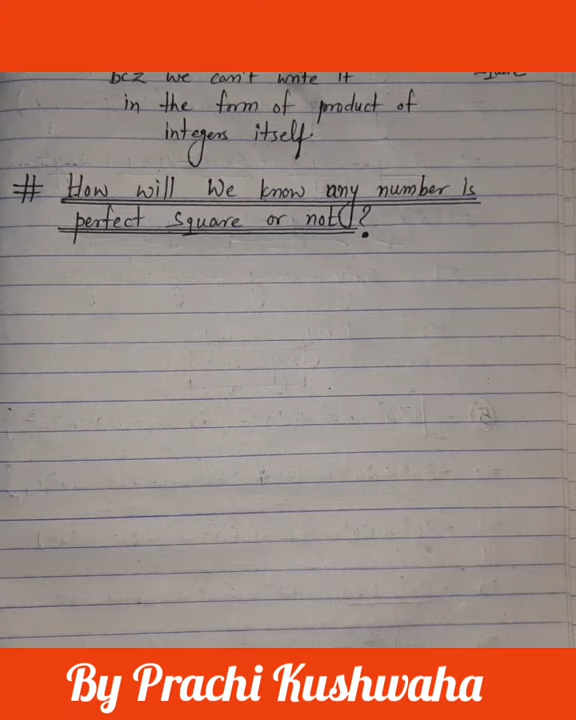 bcz we can't write it
in the form of product of
integers itself.
# How will We know any number is
perfect square or not ?
By Prachi Kushwaha